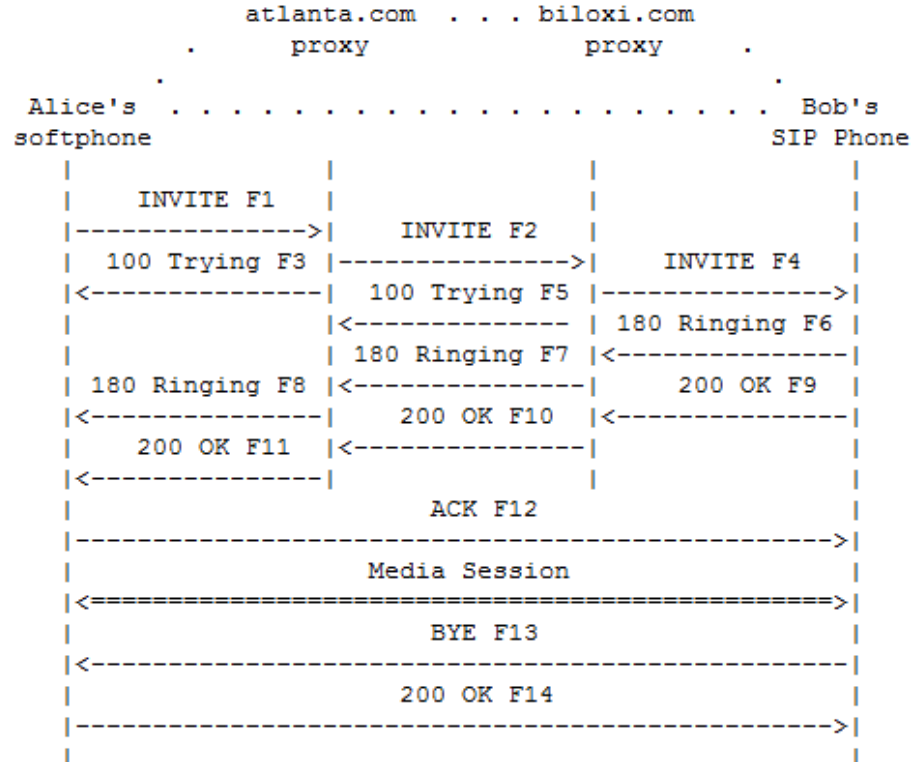 atlanta.com . . . biloxi.com
. proxy proxy .
. .
Alice's . . . . . . . . . . . . . . . . . . . . Bob's
softphone SIP Phone
| | | |
| INVITE F1 | | |
|--------------->| INVITE F2 | |
| 100 Trying F3 |--------------->| INVITE F4 |
|<---------------| 100 Trying F5 |--------------->|
| |<-------------- | 180 Ringing F6 |
| | 180 Ringing F7 |<---------------|
| 180 Ringing F8 |<---------------| 200 OK F9 |
|<---------------| 200 OK F10 |<---------------|
| 200 OK F11 |<---------------| |
|<---------------| | |
| ACK F12 |
|------------------------------------------------->|
| Media Session |
|<================================================>|
| BYE F13 |
|<-------------------------------------------------|
| 200 OK F14 |
|------------------------------------------------->|
| |